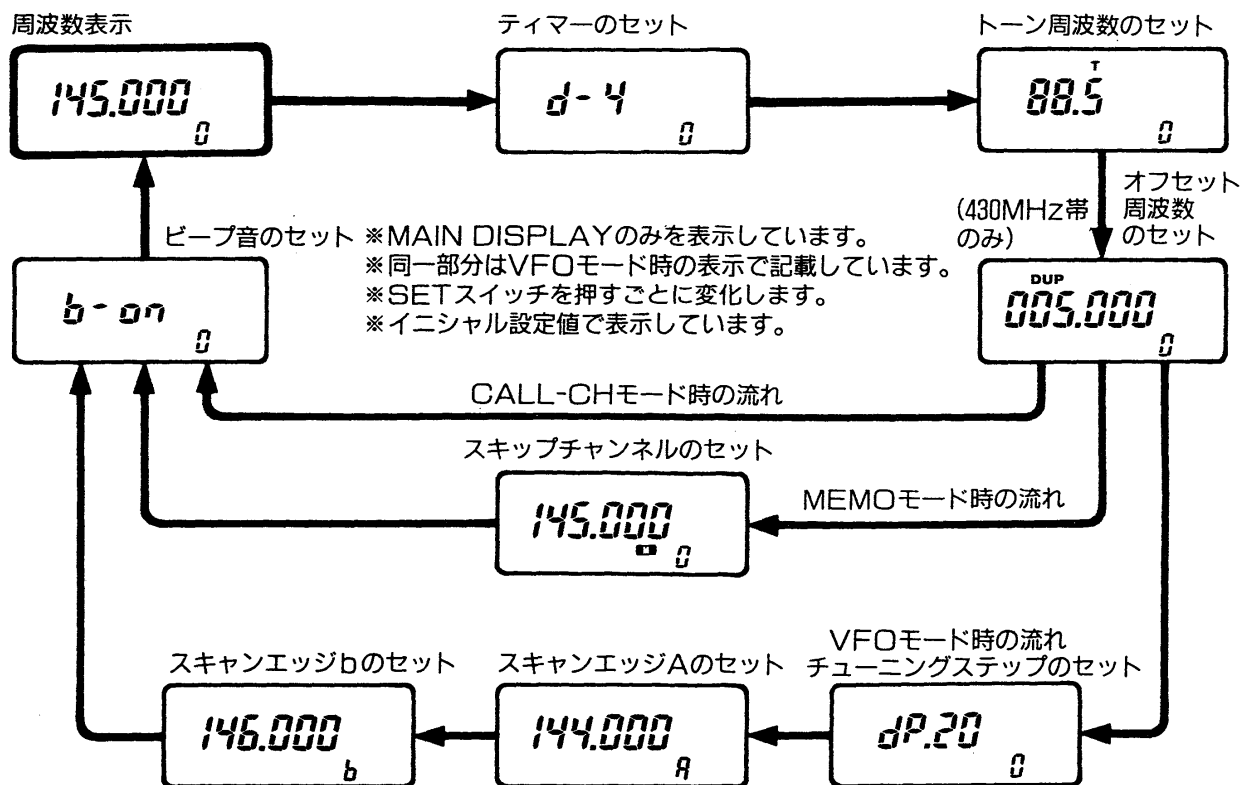 周波数表示
ティマーのセット
トーン周波数のセット
145.000
0
d-4
0
T
88.5
0
(430MHz帯
のみ)
オフセット
周波数
のセット
ビープ音のセット
※MAIN DISPLAYのみを表示しています。
※同一部分はVFOモード時の表示で記載しています。
※SETスイッチを押すごとに変化します。
※イニシャル設定値で表示しています。
b-on
0
DUP
005.000
0
CALL-CHモード時の流れ
スキップチャンネルのセット
145.000
M
0
MEMOモード時の流れ
VFOモード時の流れ
スキャンエッジbのセット
スキャンエッジAのセット
チューニングステップのセット
146.000
b
144.000
A
dP.20
0